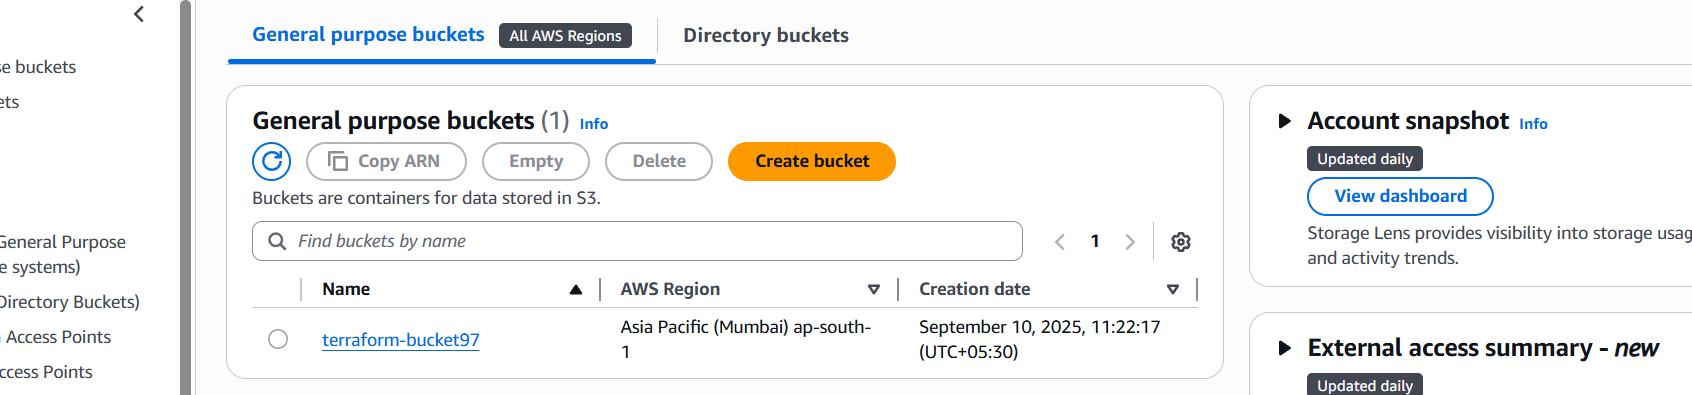 General purpose buckets All AWS Regions Directory buckets
se buckets
ets
General Purpose
e systems)
Directory Buckets)
Access Points
ccess Points
General purpose buckets (1) Info
Copy ARN Empty Delete Create bucket
Buckets are containers for data stored in S3.
Find buckets by name 1
Name AWS Region Creation date
terraform-bucket97 Asia Pacific (Mumbai) ap-south- September 10, 2025, 11:22:17
1 (UTC+05:30)
Account snapshot Info
Updated daily
View dashboard
Storage Lens provides visibility into storage usag
and activity trends.
External access summary - new
Updated daily